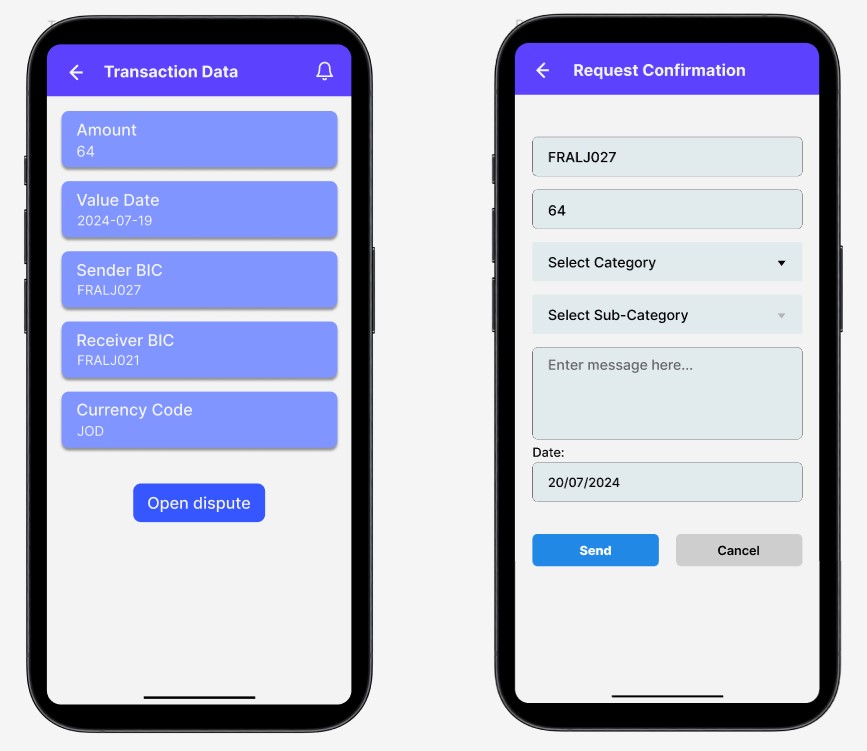 Transaction Data
Amount
64
Value Date
2024-07-19
Sender BIC
FRALJ027
Receiver BIC
FRALJ021
Currency Code
JOD
Open dispute
Request Confirmation
FRALJ027
64
Select Category
Select Sub-Category
Enter message here...
Date:
20/07/2024
Send
Cancel